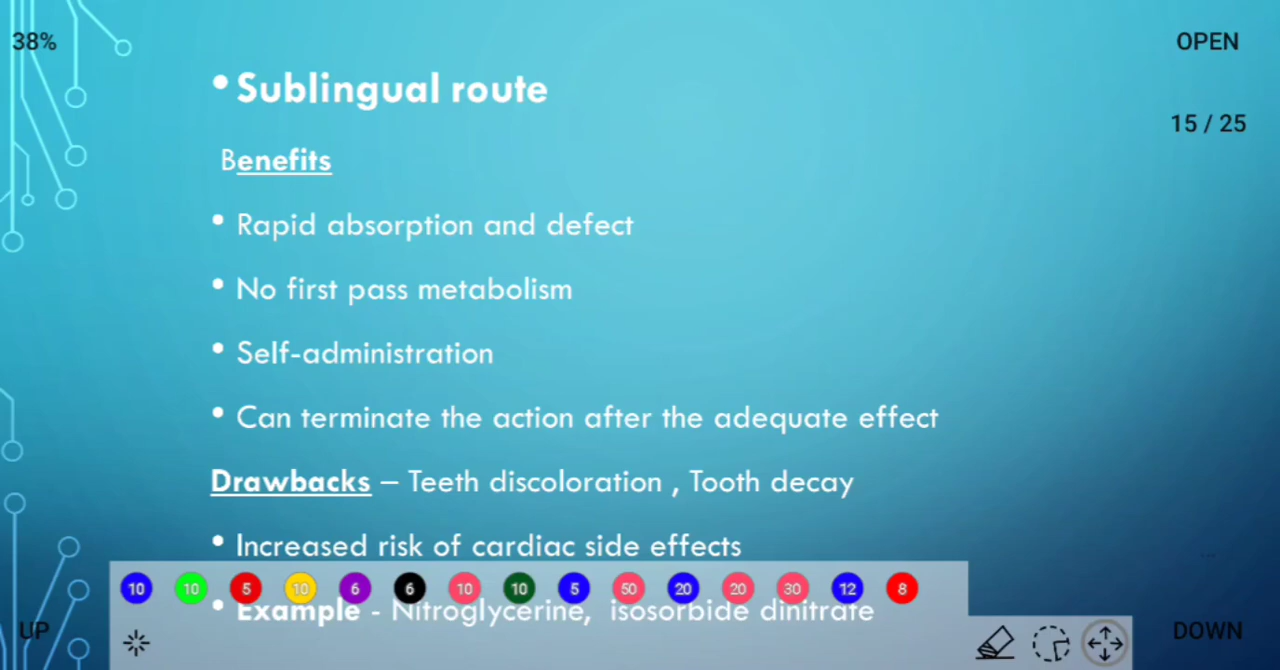 38%
OPEN
15 / 25
• Sublingual route
Benefits
• Rapid absorption and defect
• No first pass metabolism
• Self-administration
• Can terminate the action after the adequate effect
Drawbacks – Teeth discoloration , Tooth decay
• Increased risk of cardiac side effects
10 10 5 10 6 6 10 10 5 50 20 20 30 12 8
• Example - Nitroglycerine, isosorbide dinitrate
UP
DOWN